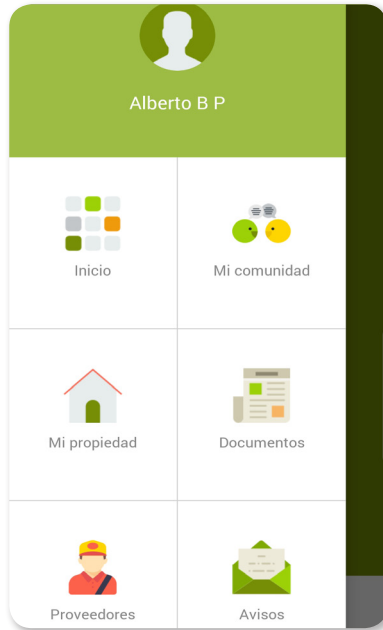 Alberto B P
Inicio
Mi comunidad
Mi propiedad
Documentos
Proveedores
Avisos